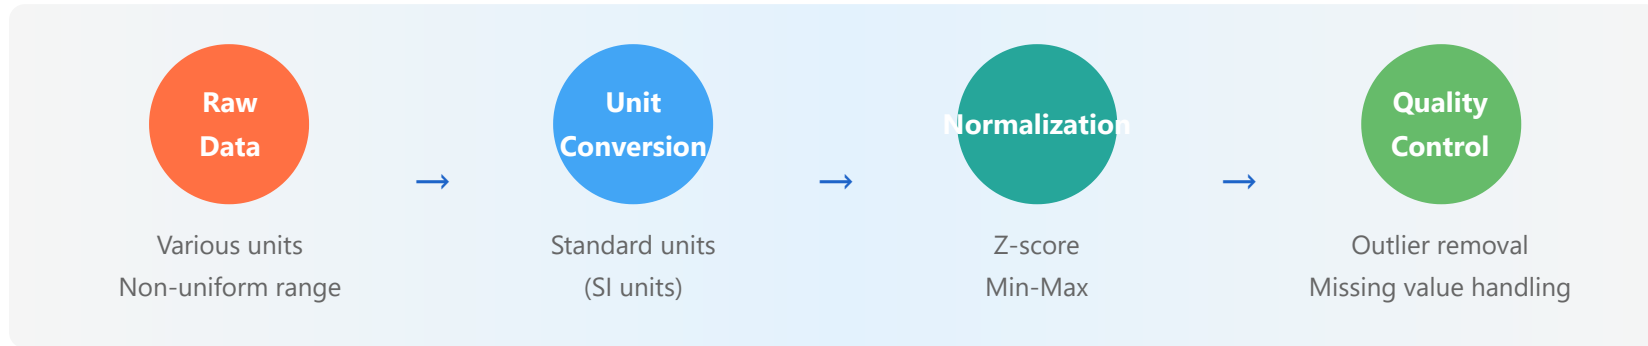 Raw
Data
Various units
Non-uniform range
→
Unit
Conversion
Standard units
(SI units)
→
Normalization
Z-score
Min-Max
→
Quality
Control
Outlier removal
Missing value handling